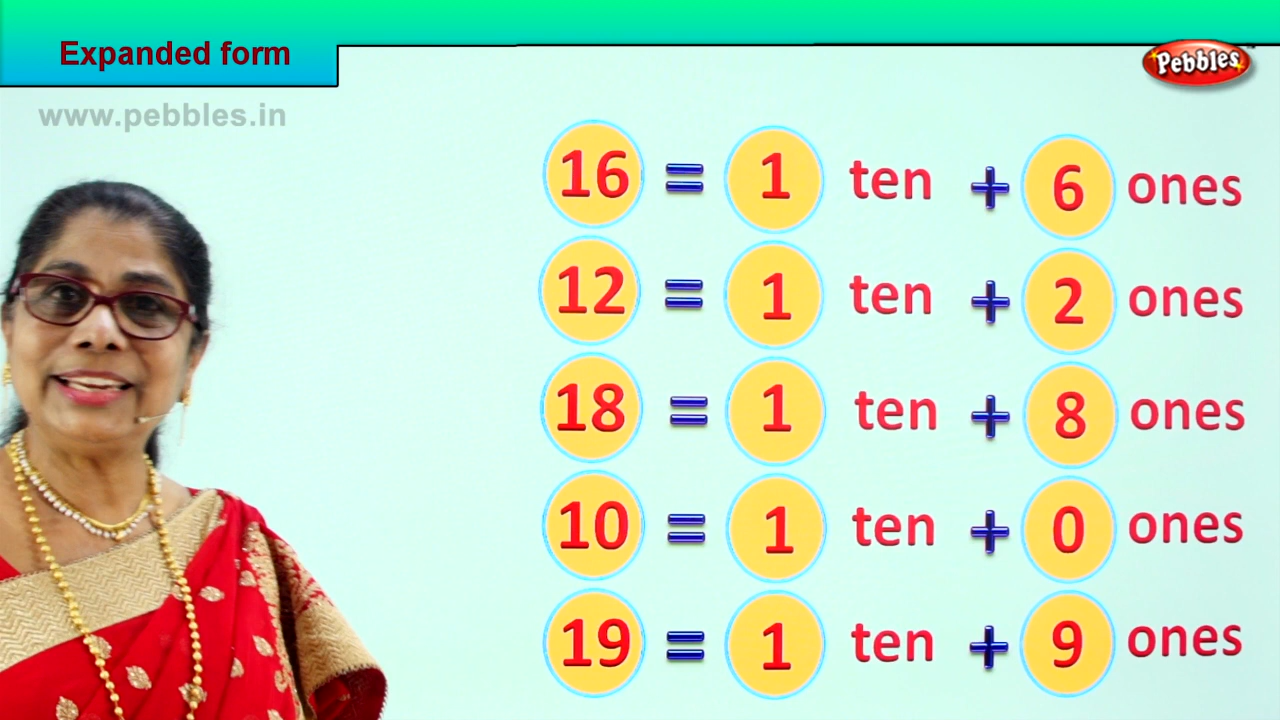 Expanded form
Pebbles
www.pebbles.in
16 = 1 ten + 6 ones
12 = 1 ten + 2 ones
18 = 1 ten + 8 ones
10 = 1 ten + 0 ones
19 = 1 ten + 9 ones